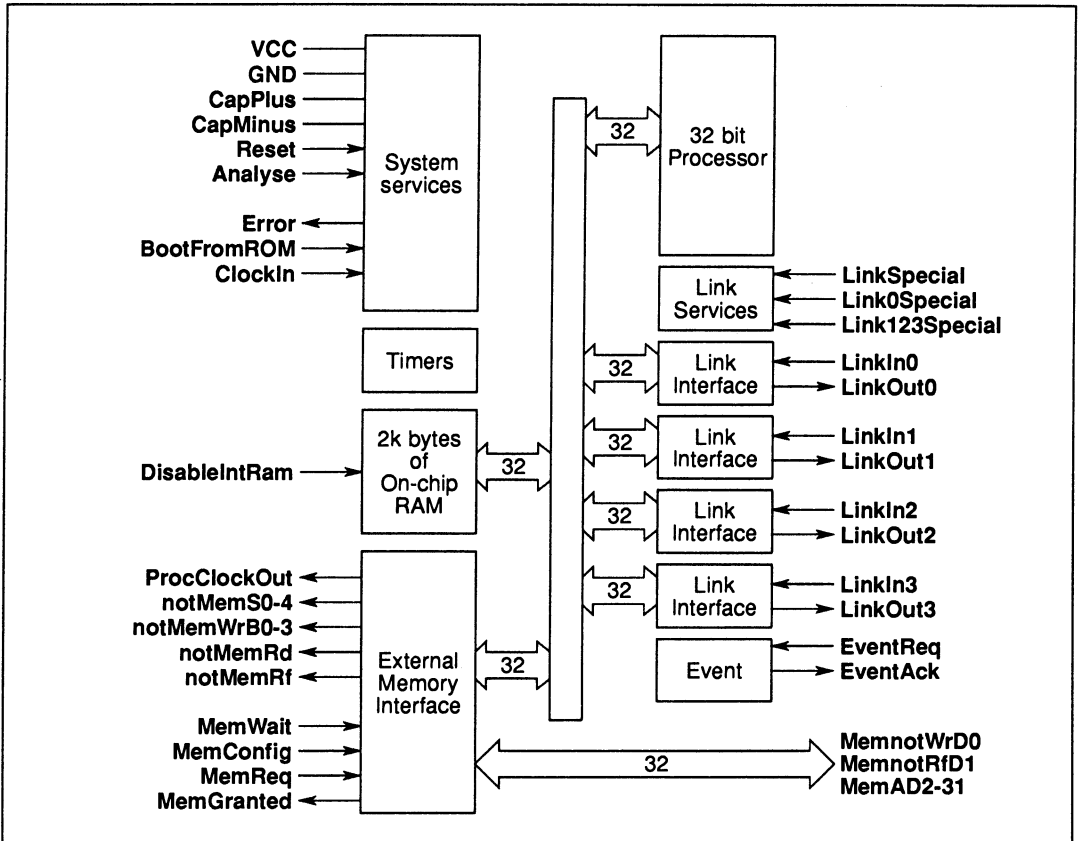 VCC
GND
CapPlus
CapMinus
Reset
Analyse
Error
BootFromROM
ClockIn
System
services
Timers
DisableIntRam
2k bytes
of
On-chip
RAM
32
ProcClockOut
notMemS0-4
notMemWrB0-3
notMemRd
notMemRf
MemWait
MemConfig
MemReq
MemGranted
External
Memory
Interface
32
32
32 bit
Processor
Link
Services
LinkSpecial
Link0Special
Link123Special
32
Link
Interface
LinkIn0
LinkOut0
32
Link
Interface
LinkIn1
LinkOut1
32
Link
Interface
LinkIn2
LinkOut2
32
Link
Interface
LinkIn3
LinkOut3
Event
EventReq
EventAck
32
MemnotWrD0
MemnotRfD1
MemAD2-31